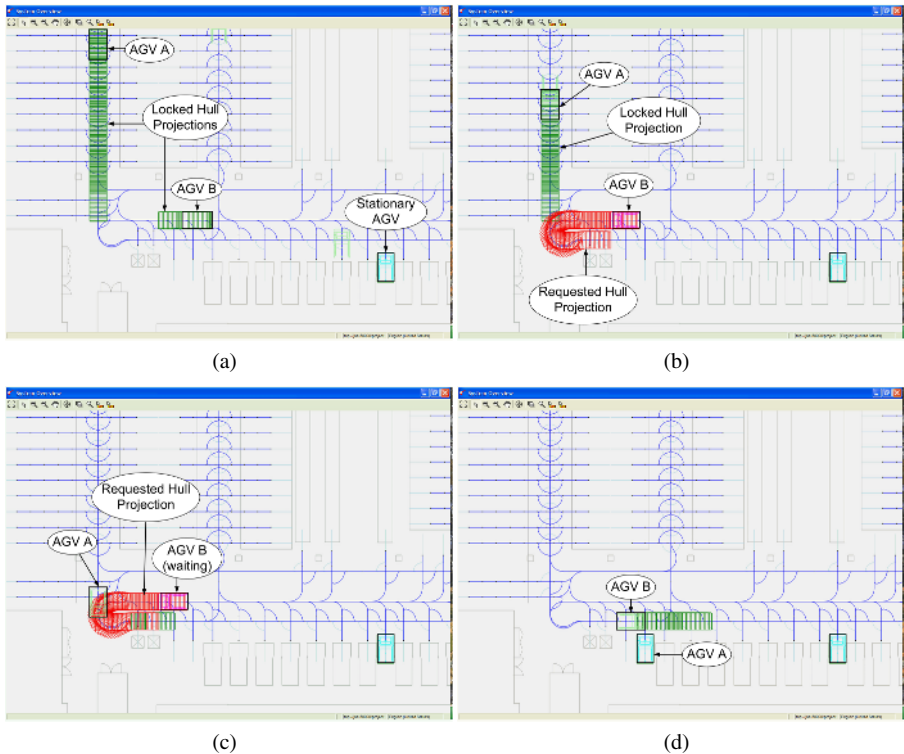 AGV A
Locked Hull
Projections
AGV B
Stationary
AGV
(a)
AGV A
Locked Hull
Projection
AGV B
Requested Hull
Projection
(b)
Requested Hull
Projection
AGV A
AGV B
(waiting)
(c)
AGV B
AGV A
(d)